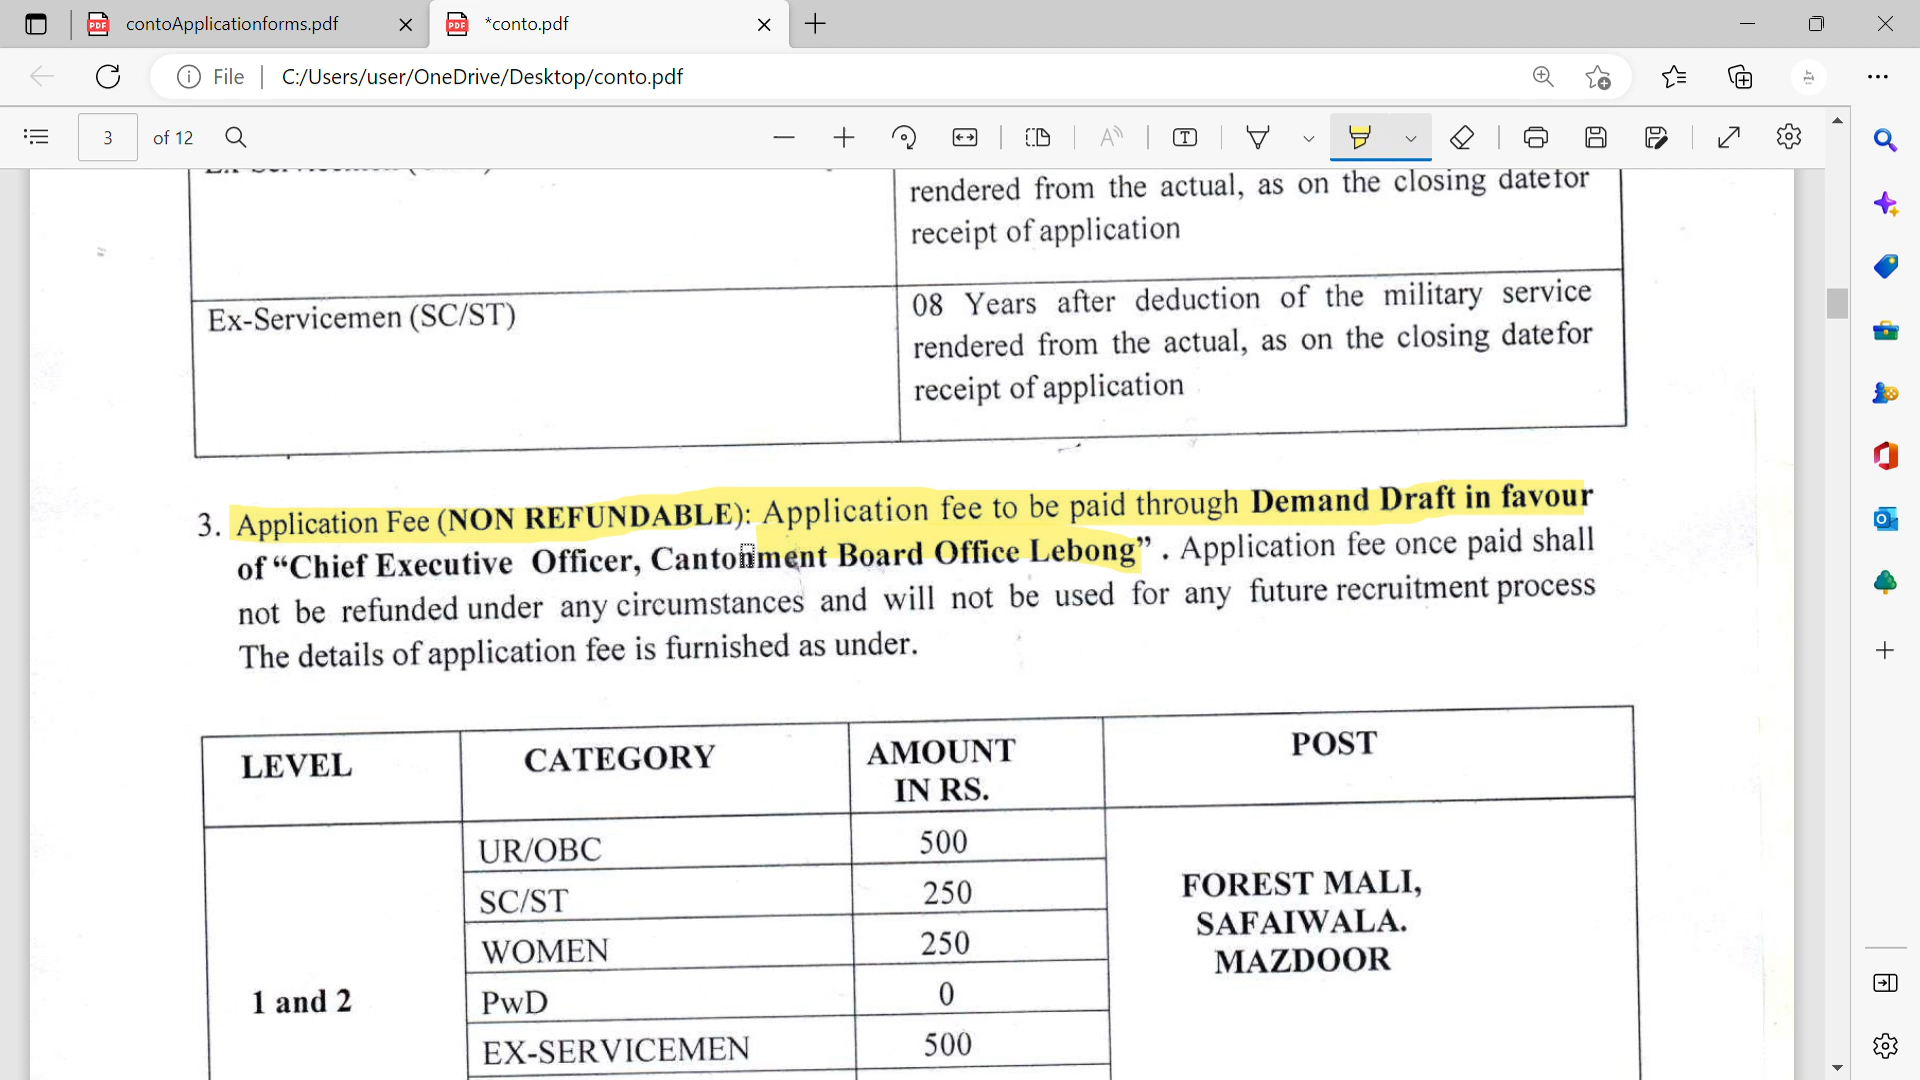 contoApplicationforms.pdf
*conto.pdf
File
C:/Users/user/OneDrive/Desktop/conto.pdf
3 of 12
rendered from the actual, as on the closing datefor
receipt of application
Ex-Servicemen (SC/ST)
08 Years after deduction of the military service
rendered from the actual, as on the closing datefor
receipt of application
3. Application Fee (NON REFUNDABLE): Application fee to be paid through Demand Draft in favour
of “Chief Executive Officer, Cantonment Board Office Lebong” . Application fee once paid shall
not be refunded under any circumstances and will not be used for any future recruitment process
The details of application fee is furnished as under.
LEVEL CATEGORY AMOUNT IN RS. POST
1 and 2
UR/OBC 500
SC/ST 250
WOMEN 250
PwD 0
EX-SERVICEMEN 500
FOREST MALI,
SAFAIWALA.
MAZDOOR